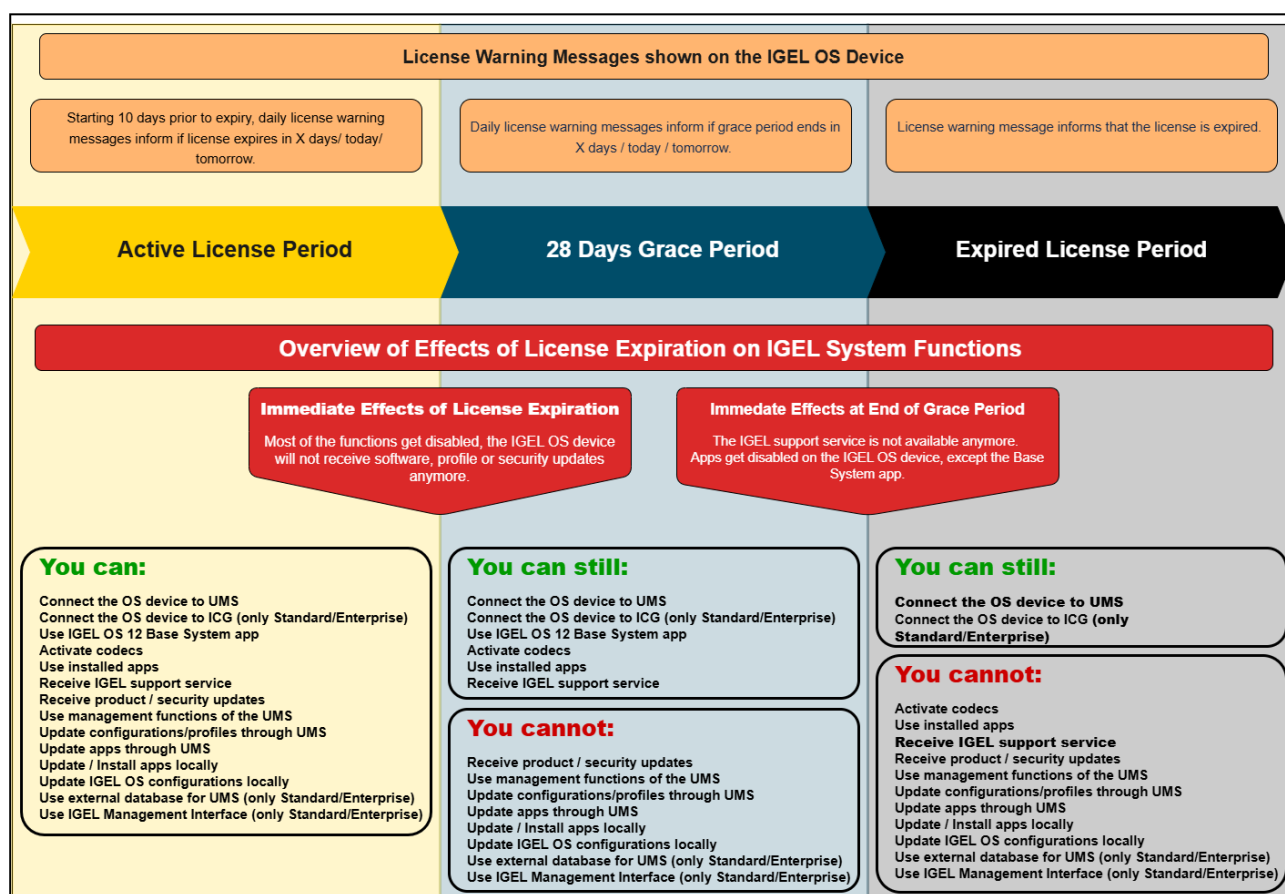 License Warning Messages shown on the IGEL OS Device
Starting 10 days prior to expiry, daily license warning
messages inform if license expires in X days/ today/
tomorrow.
Daily license warning messages inform if grace period ends in
X days / today / tomorrow.
License warning message informs that the license is expired.
Active License Period
28 Days Grace Period
Expired License Period
Overview of Effects of License Expiration on IGEL System Functions
Immediate Effects of License Expiration
Most of the functions get disabled, the IGEL OS device
will not receive software, profile or security updates
anymore.
Immedate Effects at End of Grace Period
The IGEL support service is not available anymore.
Apps get disabled on the IGEL OS device, except the Base
System app.
You can:
Connect the OS device to UMS
Connect the OS device to ICG (only Standard/Enterprise)
Use IGEL OS 12 Base System app
Activate codecs
Use installed apps
Receive IGEL support service
Receive product / security updates
Use management functions of the UMS
Update configurations/profiles through UMS
Update apps through UMS
Update / Install apps locally
Update IGEL OS configurations locally
Use external database for UMS (only Standard/Enterprise)
Use IGEL Management Interface (only Standard/Enterprise)
You can still:
Connect the OS device to UMS
Connect the OS device to ICG (only Standard/Enterprise)
Use IGEL OS 12 Base System app
Activate codecs
Use installed apps
Receive IGEL support service
You cannot:
Receive product / security updates
Use management functions of the UMS
Update configurations/profiles through UMS
Update apps through UMS
Update / Install apps locally
Update IGEL OS configurations locally
Use external database for UMS (only Standard/Enterprise)
Use IGEL Management Interface (only Standard/Enterprise)
You can still:
Connect the OS device to UMS
Connect the OS device to ICG (only
Standard/Enterprise)
You cannot:
Activate codecs
Use installed apps
Receive IGEL support service
Receive product / security updates
Use management functions of the UMS
Update configurations/profiles through UMS
Update apps through UMS
Update / Install apps locally
Update IGEL OS configurations locally
Use external database for UMS (only Standard/Enterprise)
Use IGEL Management Interface (only Standard/Enterprise)